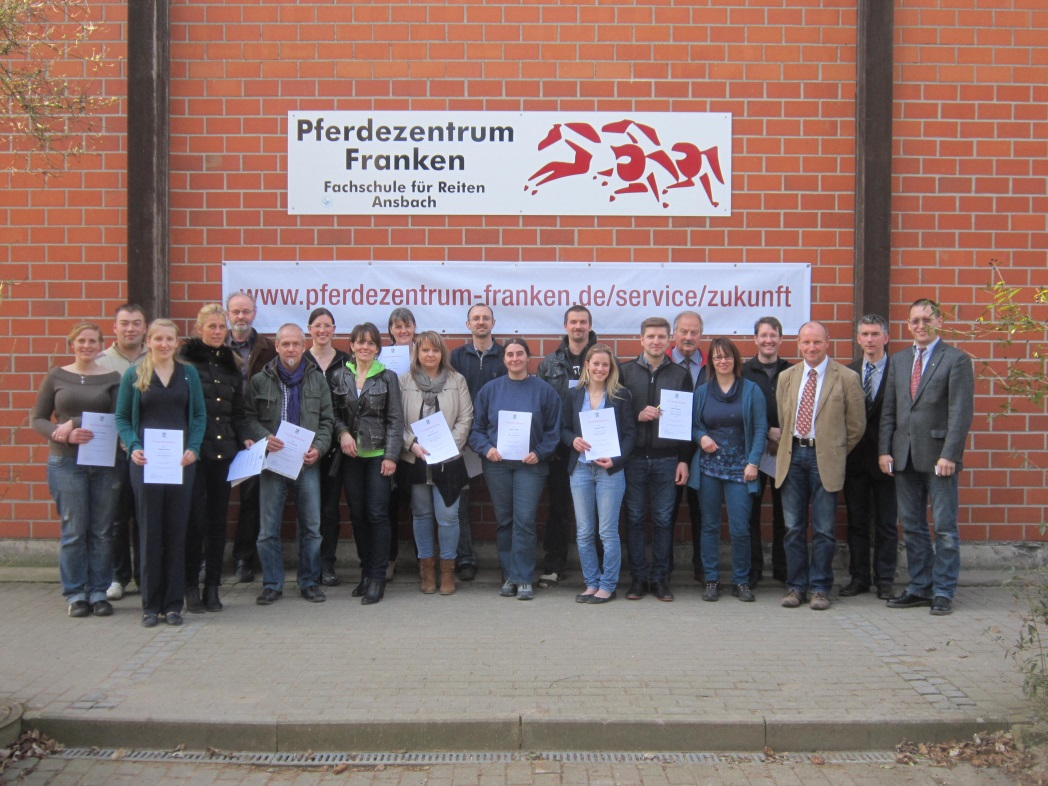 Pferdezentrum
Franken
Fachschule für Reiten
Ansbach
www.pferdezentrum-franken.de/service/zukunft